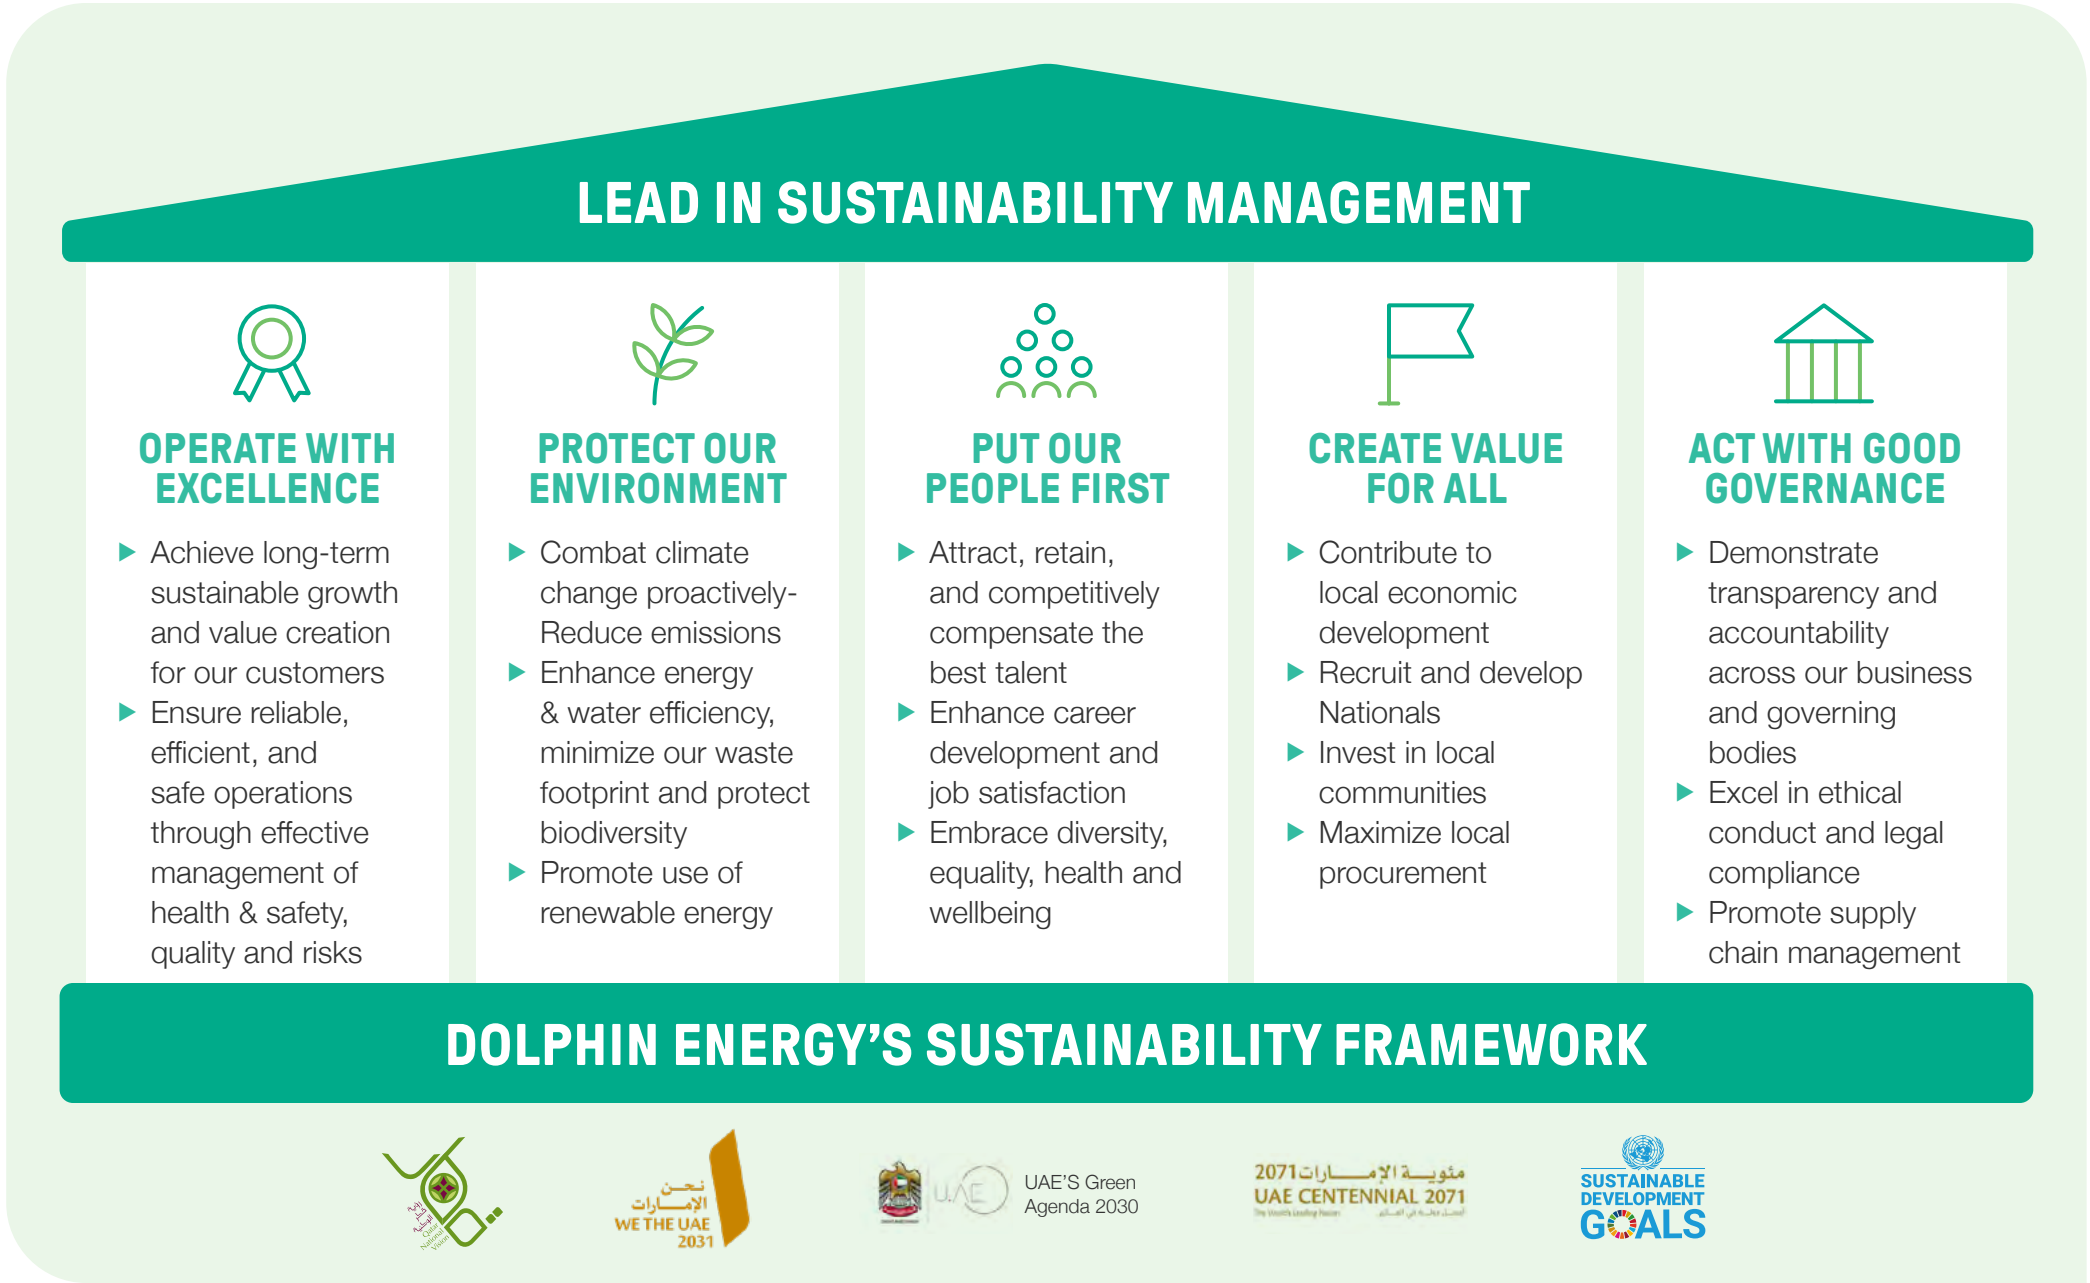 LEAD IN SUSTAINABILITY MANAGEMENT
OPERATE WITH
EXCELLENCE
Achieve long-term
sustainable growth
and value creation
for our customers
Ensure reliable,
efficient, and
safe operations
through effective
management of
health & safety,
quality and risks
PROTECT OUR
ENVIRONMENT
Combat climate
change proactively-
Reduce emissions
Enhance energy
& water efficiency,
minimize our waste
footprint and protect
biodiversity
Promote use of
renewable energy
PUT OUR
PEOPLE FIRST
Attract, retain,
and competitively
compensate the
best talent
Enhance career
development and
job satisfaction
Embrace diversity,
equality, health and
wellbeing
CREATE VALUE
FOR ALL
Contribute to
local economic
development
Recruit and develop
Nationals
Invest in local
communities
Maximize local
procurement
ACT WITH GOOD
GOVERNANCE
Demonstrate
transparency and
accountability
across our business
and governing
bodies
Excel in ethical
conduct and legal
compliance
Promote supply
chain management
DOLPHIN ENERGY'S SUSTAINABILITY FRAMEWORK
Qatar
National
Vision
نحن
الإمــارات
WE THE UAE
2031
U.AE
UAE'S Green
Agenda 2030
مئوية الإمــارات 2071
UAE CENTENNIAL 2071
SUSTAINABLE
DEVELOPMENT
GOALS